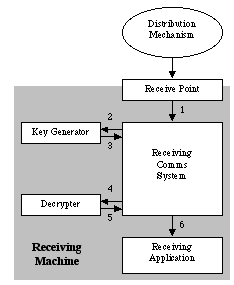 Distribution
Mechanism
Receive Point
1
2
Key Generator
3
Receiving
Comms
System
4
Decrypter
5
6
Receiving
Machine
Receiving
Application